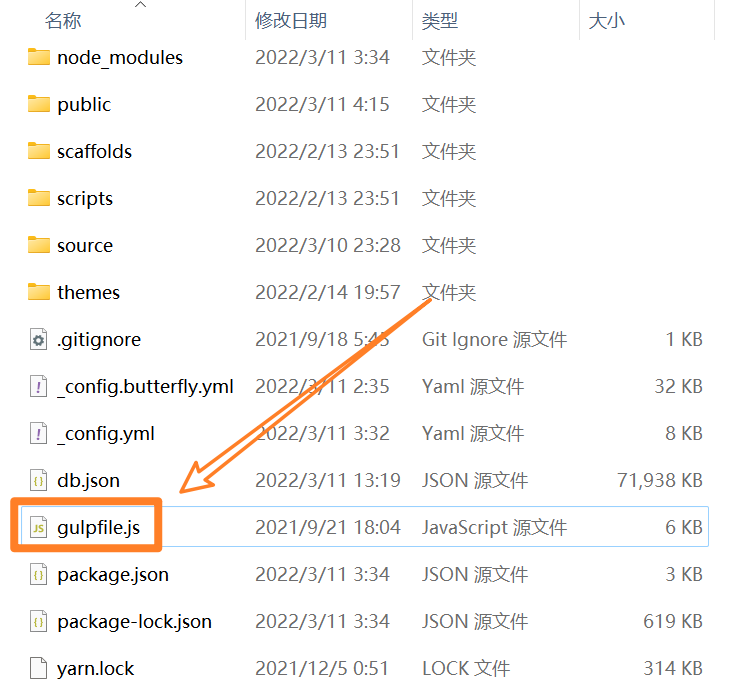 名称 修改日期 类型 大小
node_modules 2022/3/11 3:34 文件夹
public 2022/3/11 4:15 文件夹
scaffolds 2022/2/13 23:51 文件夹
scripts 2022/2/13 23:51 文件夹
source 2022/3/10 23:28 文件夹
themes 2022/2/14 19:57 文件夹
.gitignore 2021/9/18 5:45 Git Ignore 源文件 1 KB
_config.butterfly.yml 2022/3/11 2:35 Yaml 源文件 32 KB
_config.yml 2022/3/11 3:32 Yaml 源文件 8 KB
db.json 2022/3/11 13:19 JSON 源文件 71,938 KB
JS gulpfile.js 2021/9/21 18:04 JavaScript 源文件 6 KB
package.json 2022/3/11 3:34 JSON 源文件 3 KB
package-lock.json 2022/3/11 3:34 JSON 源文件 619 KB
yarn.lock 2021/12/5 0:51 LOCK 文件 314 KB